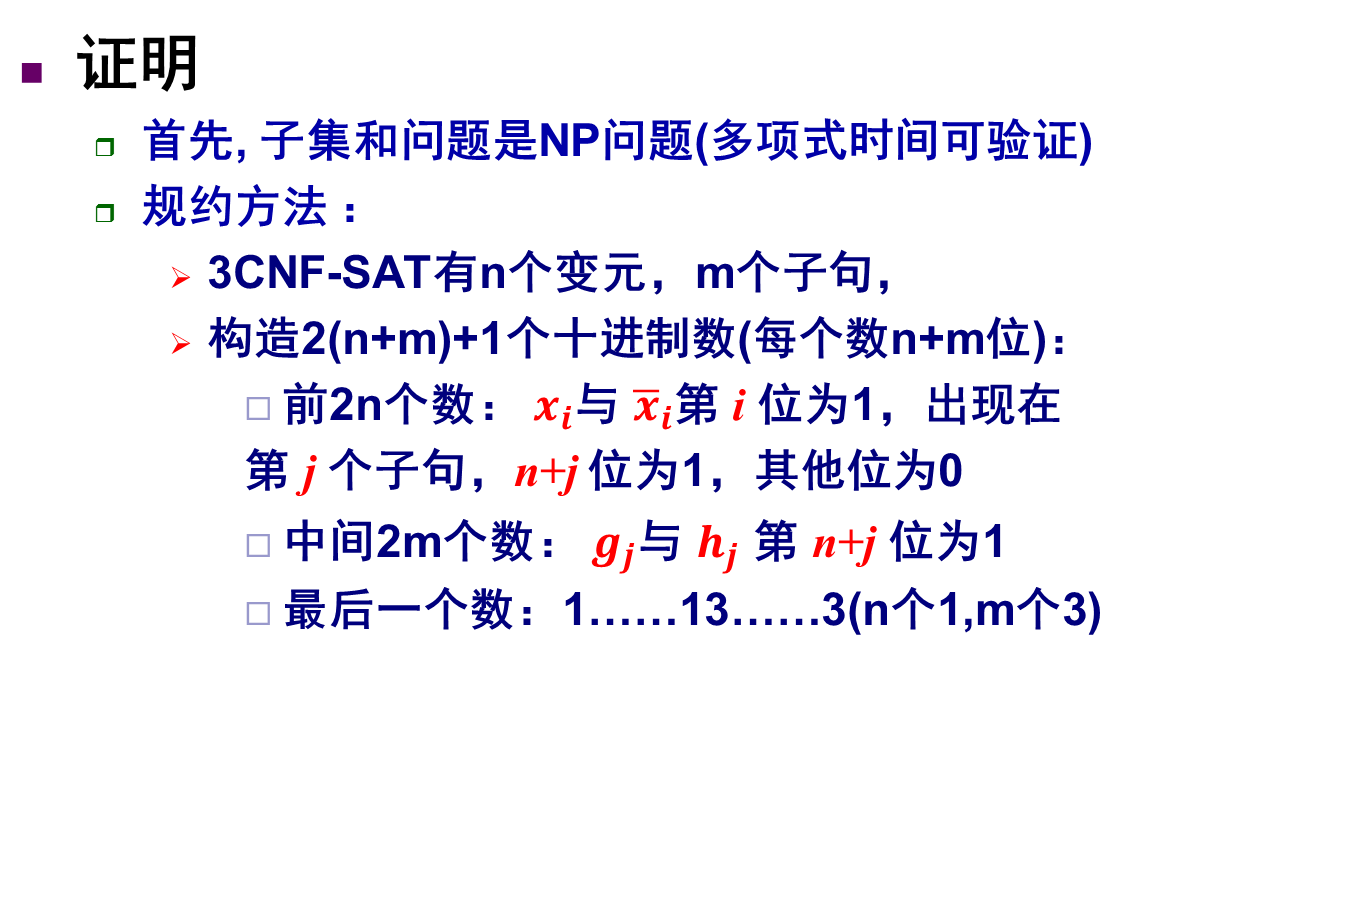 证明
首先, 子集和问题是NP问题(多项式时间可验证)
规约方法：
3CNF-SAT有n个变元，m个子句，
构造2(n+m)+1个十进制数(每个数n+m位)：
前2n个数： x_i与 x̅_i第 i 位为1，出现在
第 j 个子句，n+j 位为1，其他位为0
中间2m个数： g_j与 h_j 第 n+j 位为1
最后一个数：1……13……3(n个1,m个3)